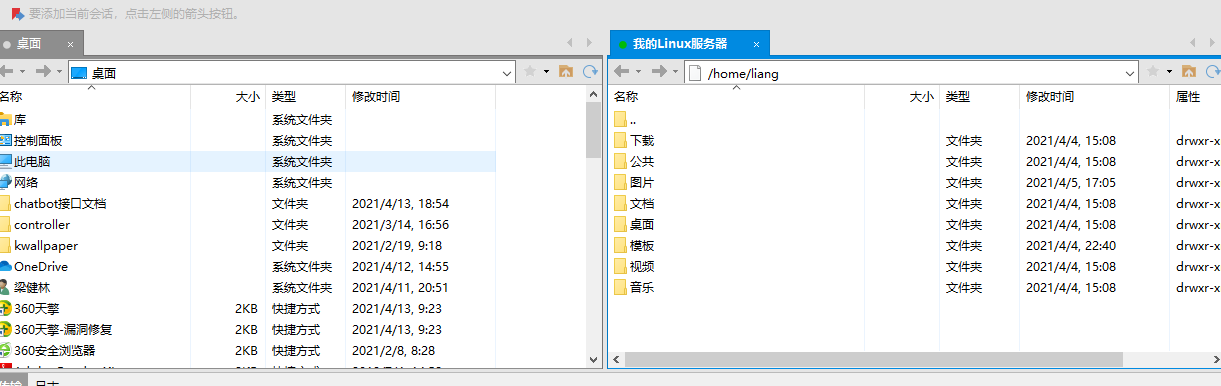 要添加当前会话，点击左侧的箭头按钮。
桌面 ×
桌面
名称 大小 类型 修改时间
库 系统文件夹
控制面板 系统文件夹
此电脑 系统文件夹
网络 系统文件夹
chatbot接口文档 文件夹 2021/4/13, 18:54
controller 文件夹 2021/3/14, 16:56
kwallpaper 文件夹 2021/2/19, 9:18
OneDrive 系统文件夹 2021/4/12, 14:55
梁健林 系统文件夹 2021/4/11, 20:51
360天擎 2KB 快捷方式 2021/4/13, 9:23
360天擎-漏洞修复 2KB 快捷方式 2021/4/13, 9:23
360安全浏览器 2KB 快捷方式 2021/2/8, 8:28
我的Linux服务器 ×
/home/liang
名称 大小 类型 修改时间 属性
..
下载 文件夹 2021/4/4, 15:08 drwxr-x
公共 文件夹 2021/4/4, 15:08 drwxr-x
图片 文件夹 2021/4/5, 17:05 drwxr-x
文档 文件夹 2021/4/4, 15:08 drwxr-x
桌面 文件夹 2021/4/4, 15:08 drwxr-x
模板 文件夹 2021/4/4, 22:40 drwxr-x
视频 文件夹 2021/4/4, 15:08 drwxr-x
音乐 文件夹 2021/4/4, 15:08 drwxr-x